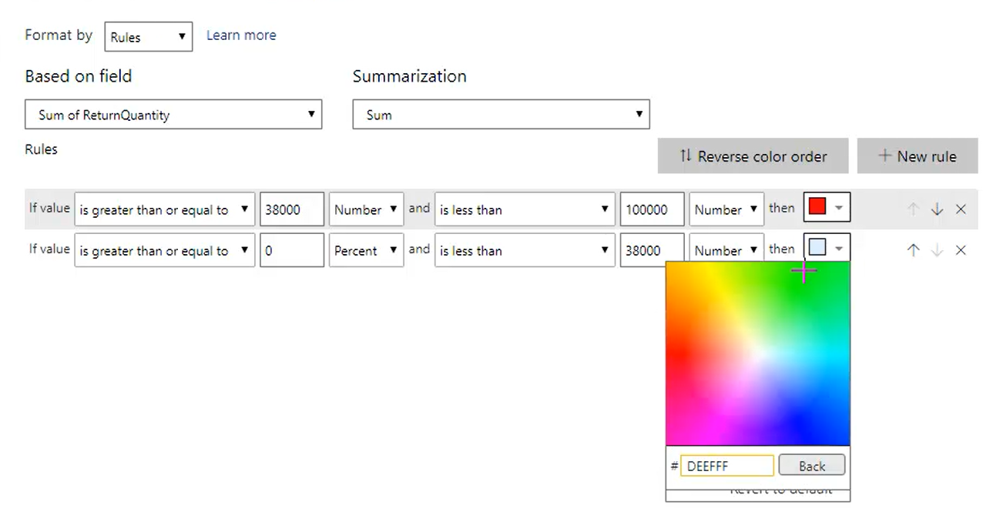 Format by Rules Learn more
Based on field Summarization
Sum of ReturnQuantity Sum
Rules
Reverse color order New rule
If value is greater than or equal to 38000 Number and is less than 100000 Number then
If value is greater than or equal to 0 Percent and is less than 38000 Number then
# DEEFFF Back
Revert to default